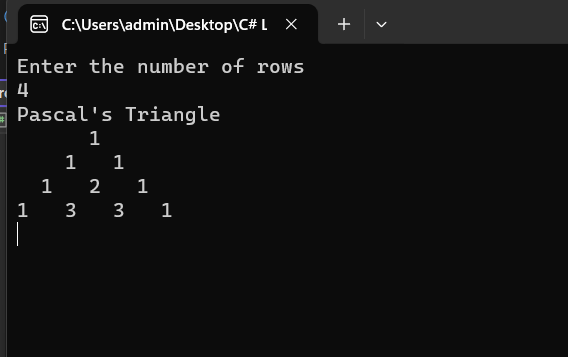 C:\Users\admin\Desktop\C# L
Enter the number of rows
4
Pascal's Triangle
      1
    1   1
  1   2   1
1   3   3   1